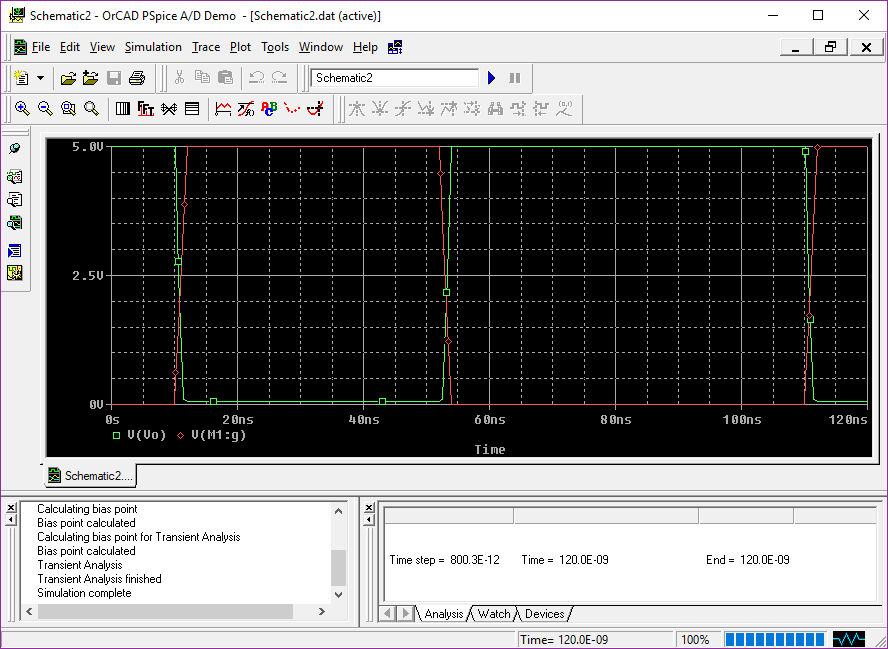 Schematic2 - OrCAD PSpice A/D Demo - [Schematic2.dat (active)]
File Edit View Simulation Trace Plot Tools Window Help
Schematic2
5.0V
2.5V
0V
0s 20ns 40ns 60ns 80ns 100ns 120ns
V(Vo) V(M1:g)
Time
Schematic2....
Calculating bias point
Bias point calculated
Calculating bias point for Transient Analysis
Bias point calculated
Transient Analysis
Transient Analysis finished
Simulation complete
Time step = 800.3E-12 Time = 120.0E-09 End = 120.0E-09
Analysis Watch Devices
Time= 120.0E-09 100%